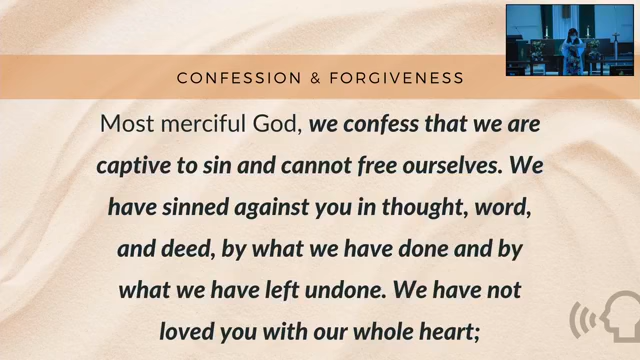 CONFESSION & FORGIVENESS
Most merciful God, we confess that we are
captive to sin and cannot free ourselves. We
have sinned against you in thought, word,
and deed, by what we have done and by
what we have left undone. We have not
loved you with our whole heart;